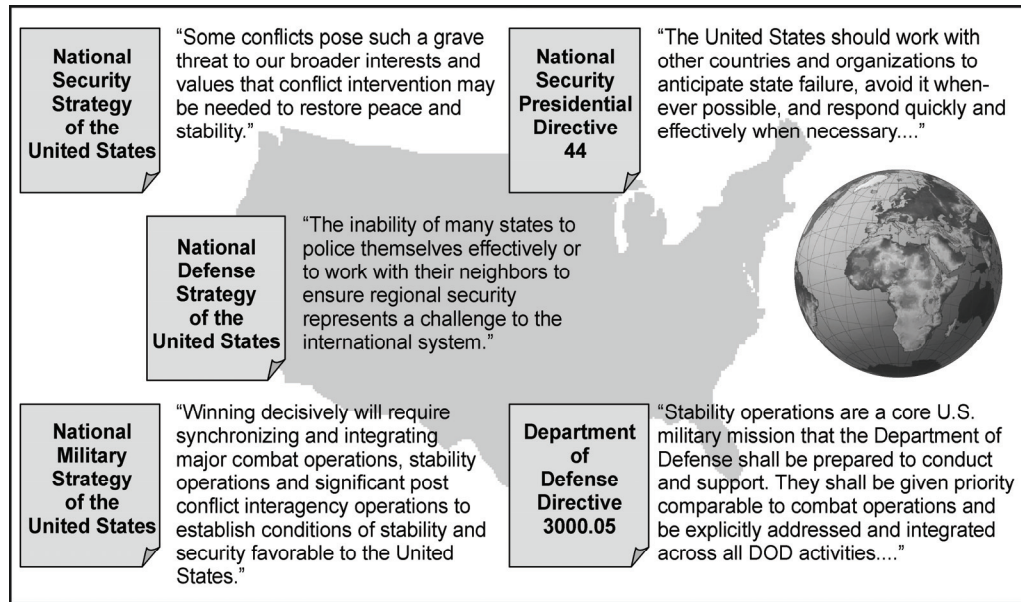 National
Security
Strategy
of the
United States
“Some conflicts pose such a grave
threat to our broader interests and
values that conflict intervention may
be needed to restore peace and
stability.”
National
Security
Presidential
Directive
44
“The United States should work with
other countries and organizations to
anticipate state failure, avoid it when-
ever possible, and respond quickly and
effectively when necessary....”
National
Defense
Strategy
of the
United States
“The inability of many states to
police themselves effectively or
to work with their neighbors to
ensure regional security
represents a challenge to the
international system.”
National
Military
Strategy
of the
United States
“Winning decisively will require
synchronizing and integrating
major combat operations, stability
operations and significant post
conflict interagency operations to
establish conditions of stability and
security favorable to the United
States.”
Department
of
Defense
Directive
3000.05
“Stability operations are a core U.S.
military mission that the Department of
Defense shall be prepared to conduct
and support. They shall be given priority
comparable to combat operations and
be explicitly addressed and integrated
across all DOD activities....”